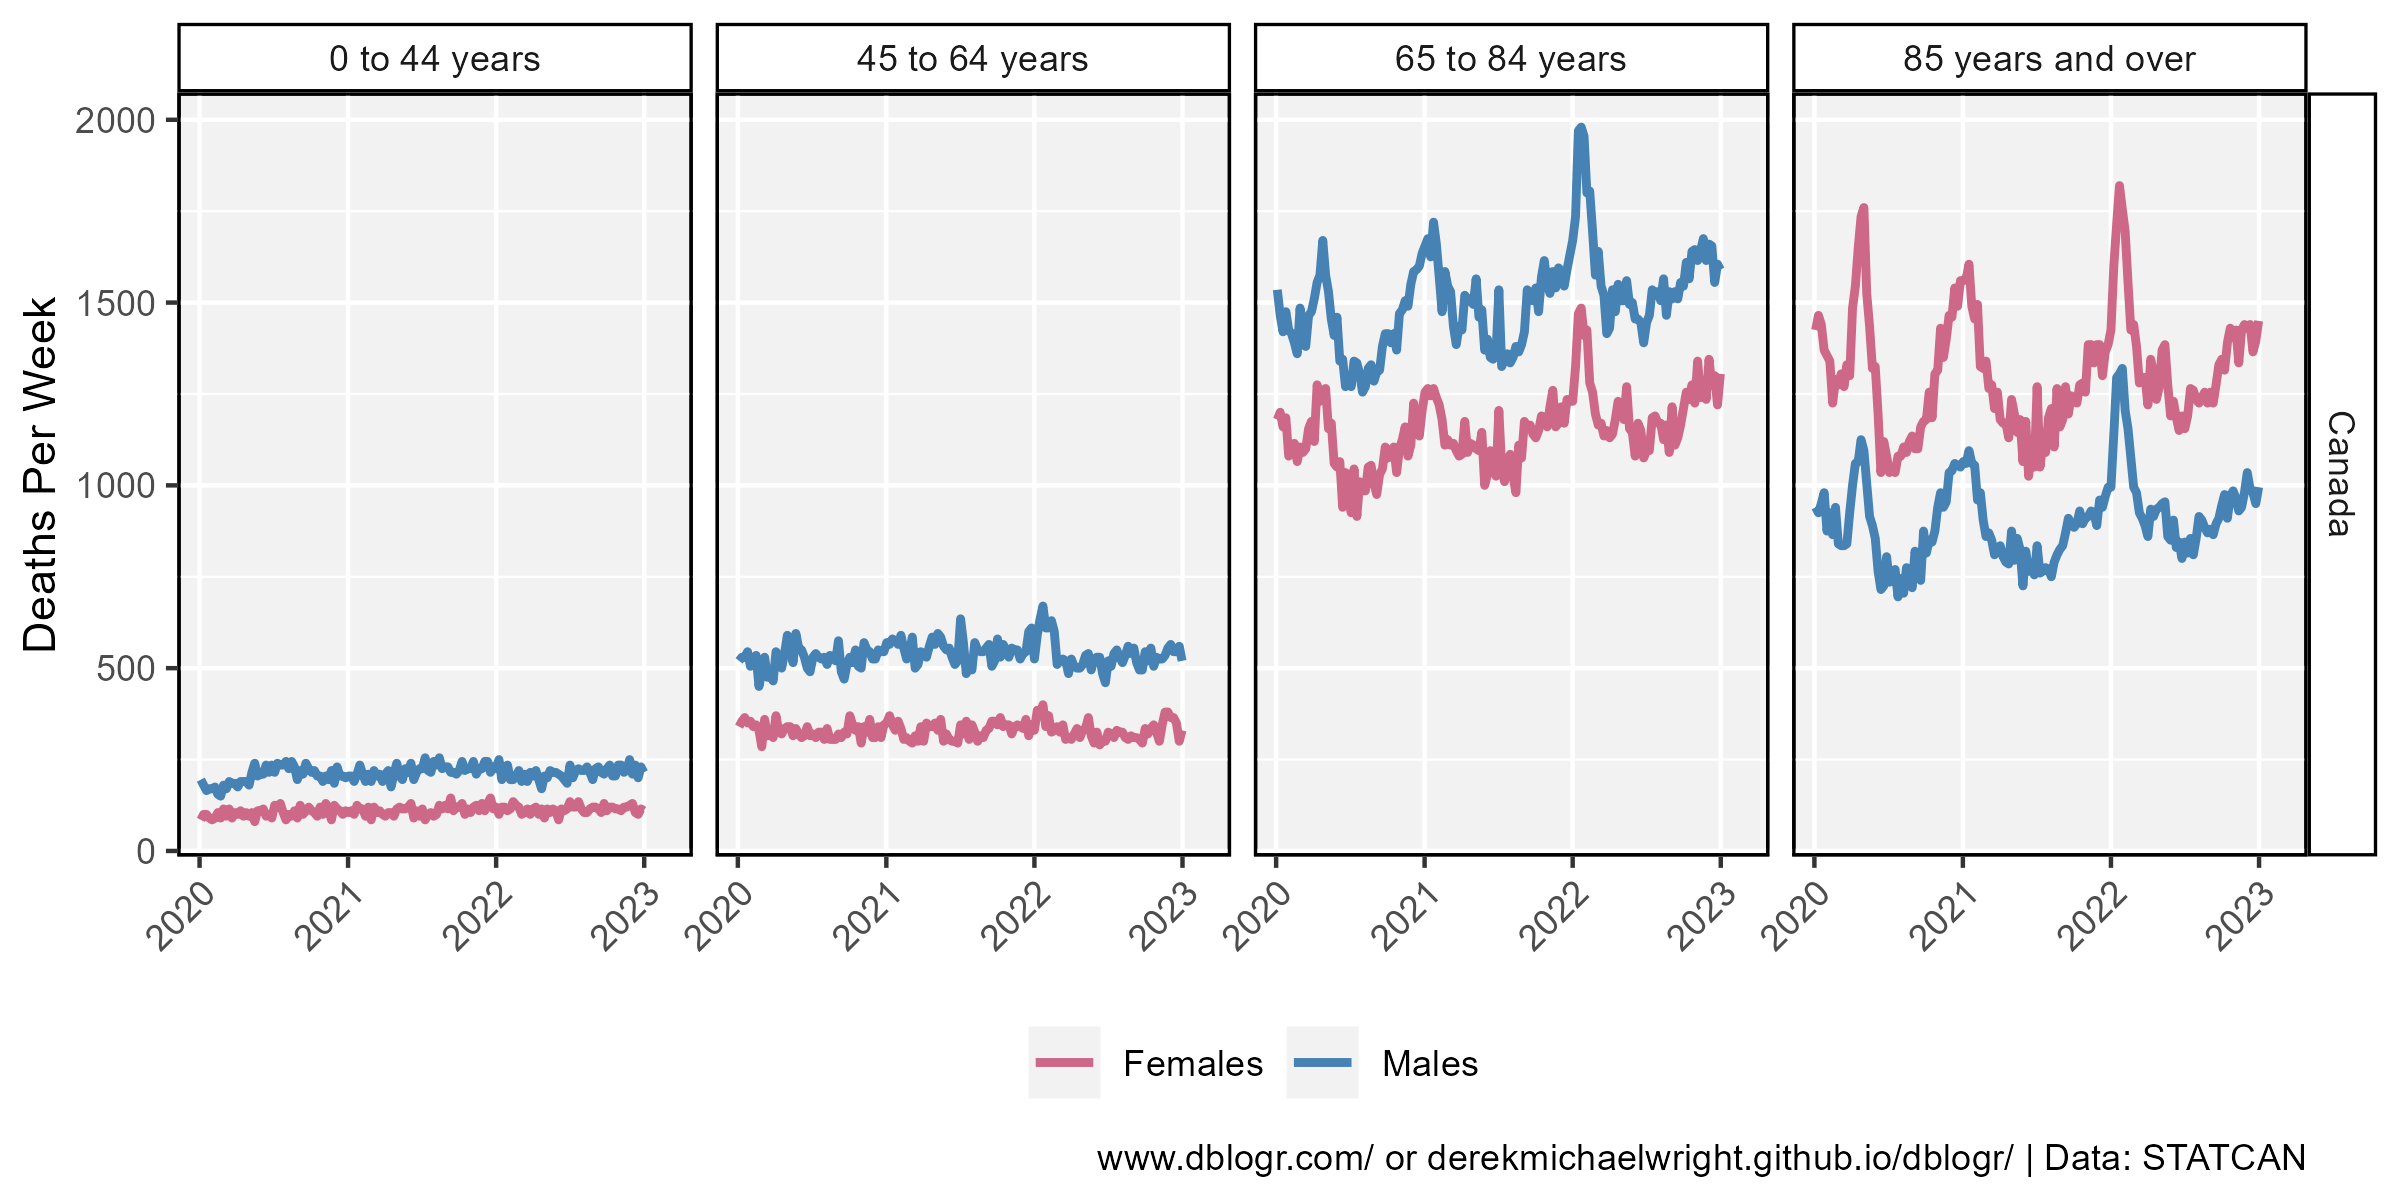 0 to 44 years
45 to 64 years
65 to 84 years
85 years and over
Canada
Deaths Per Week
2000
1500
1000
500
0
2020
2021
2022
2023
2020
2021
2022
2023
2020
2021
2022
2023
2020
2021
2022
2023
Females
Males
www.dblogr.com/ or derekmichaelwright.github.io/dblogr/ | Data: STATCAN